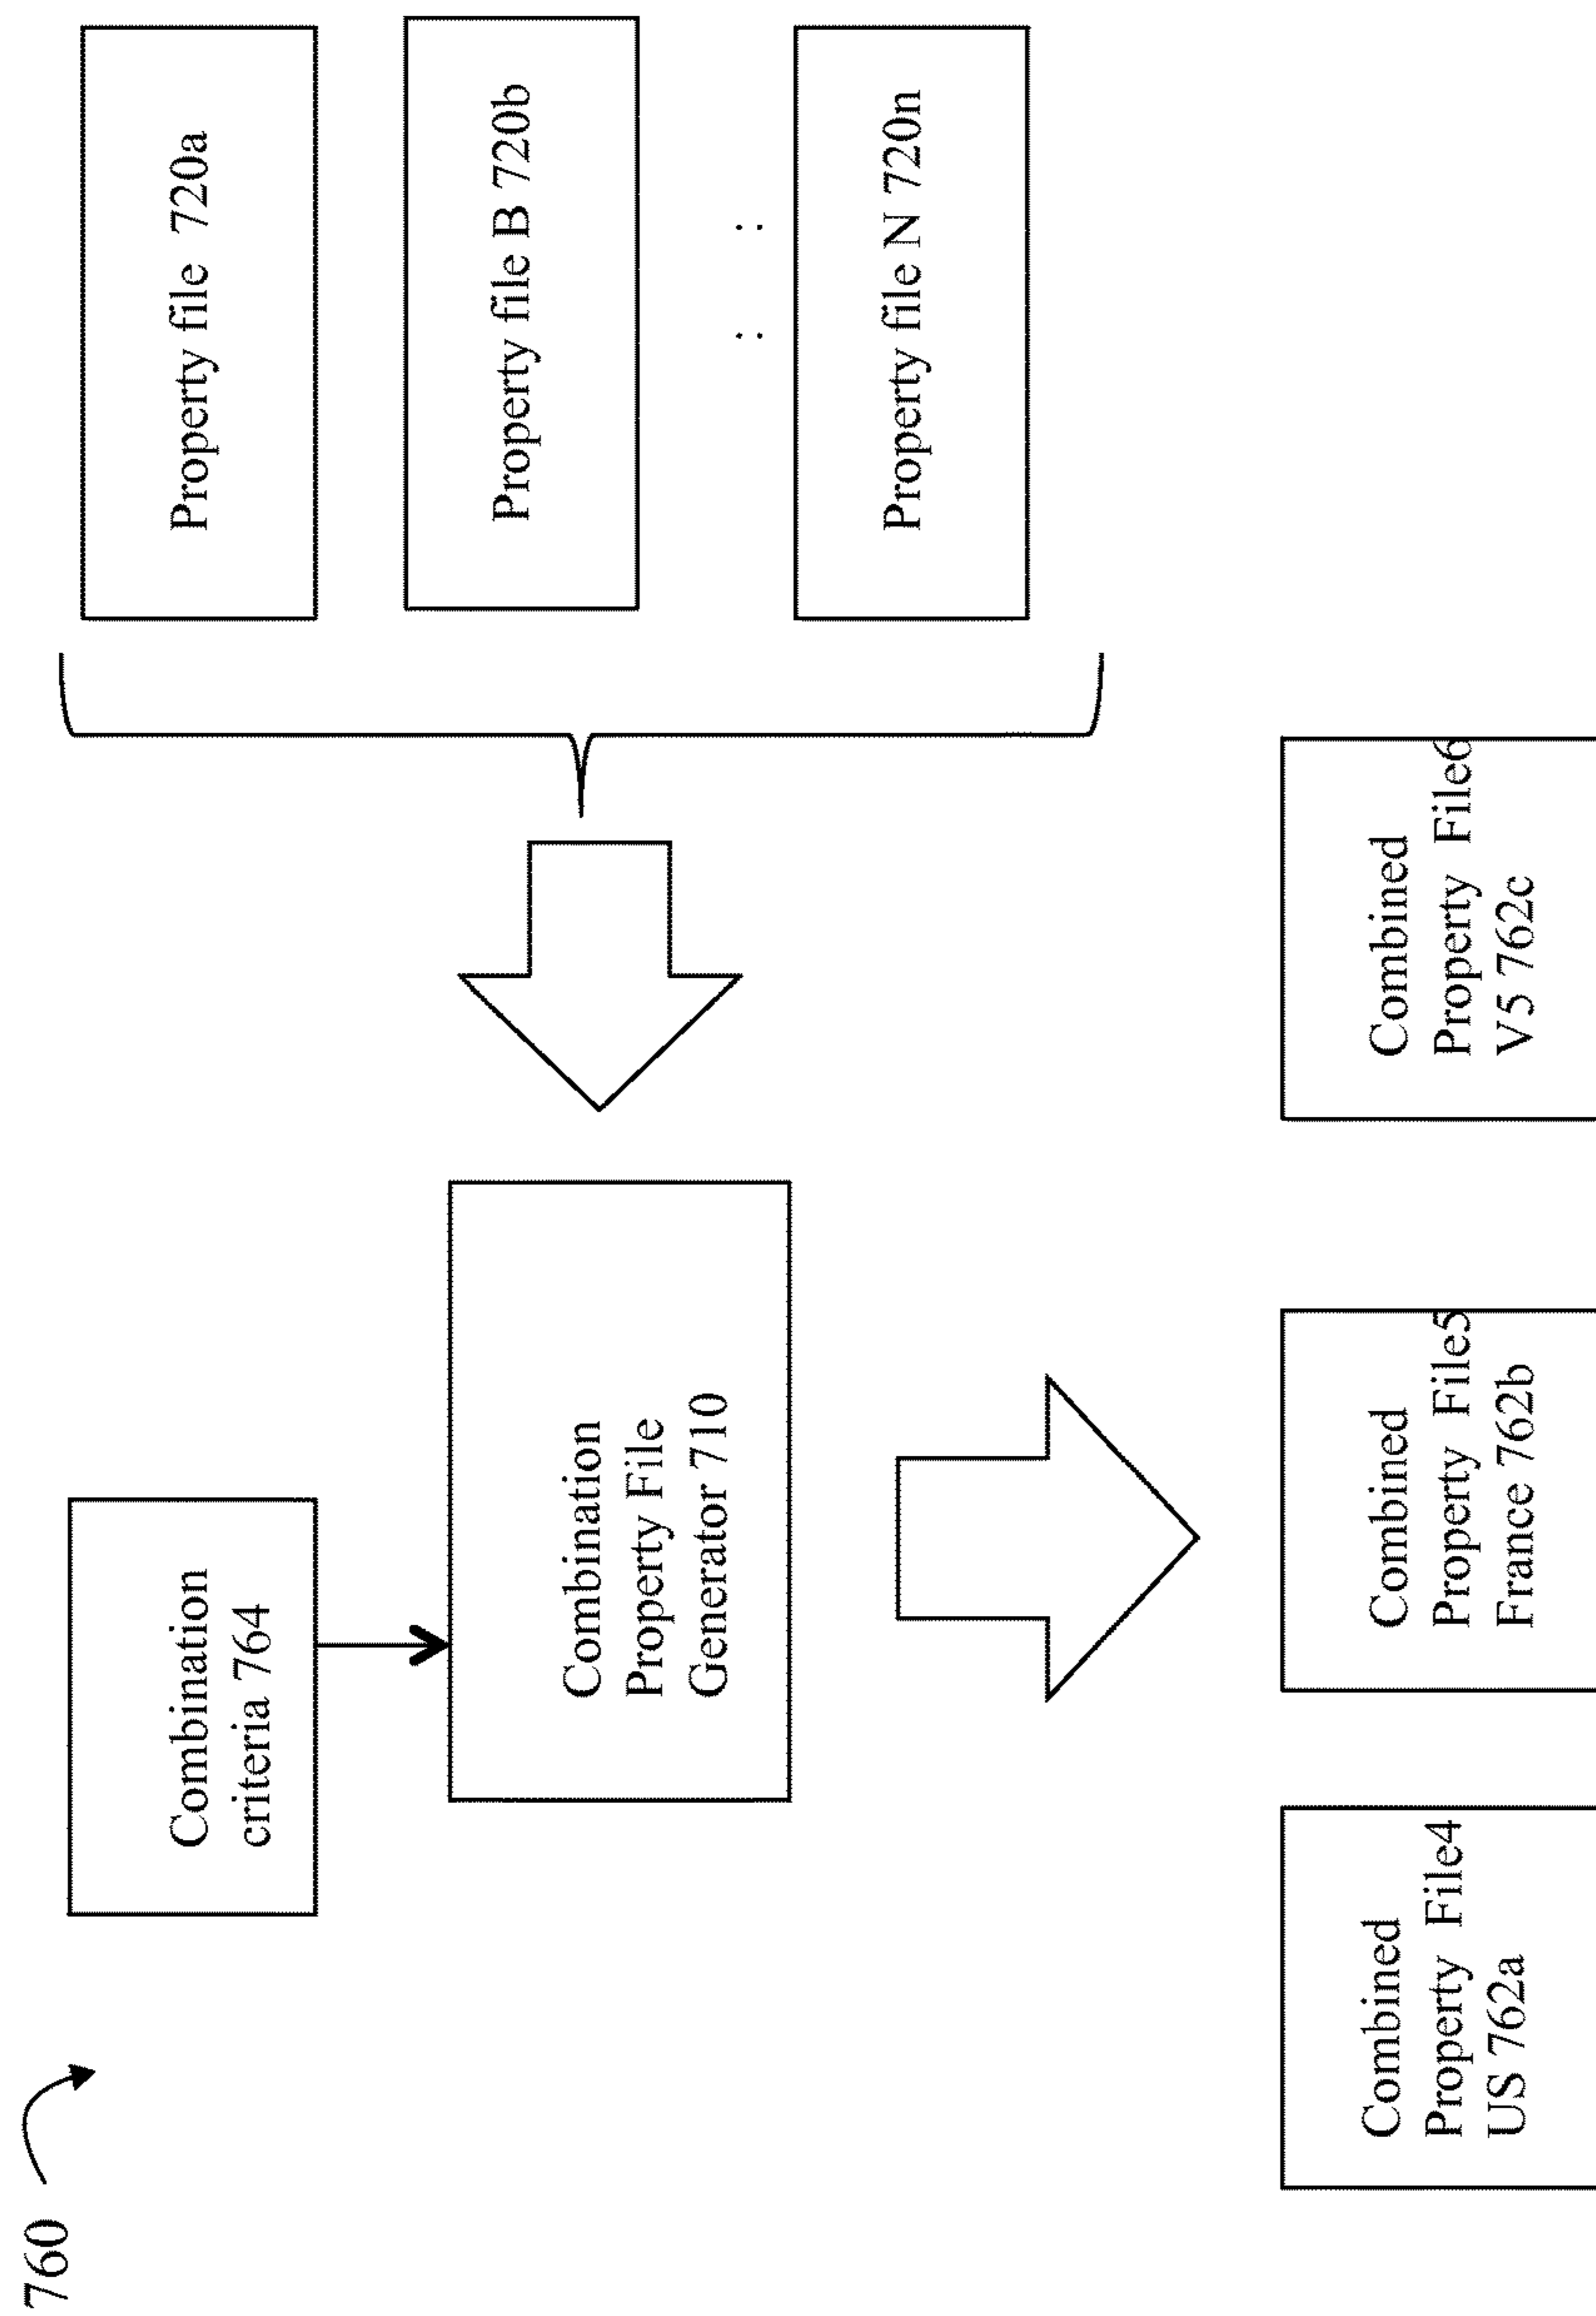 760
Combination
criteria 764
Property file 720a
Combination
Property File
Generator 710
Property file B 720b
: :
Property file N 720n
Combined
Property File4
US 762a
Combined
Property File5
France 762b
Combined
Property File6
V5 762c